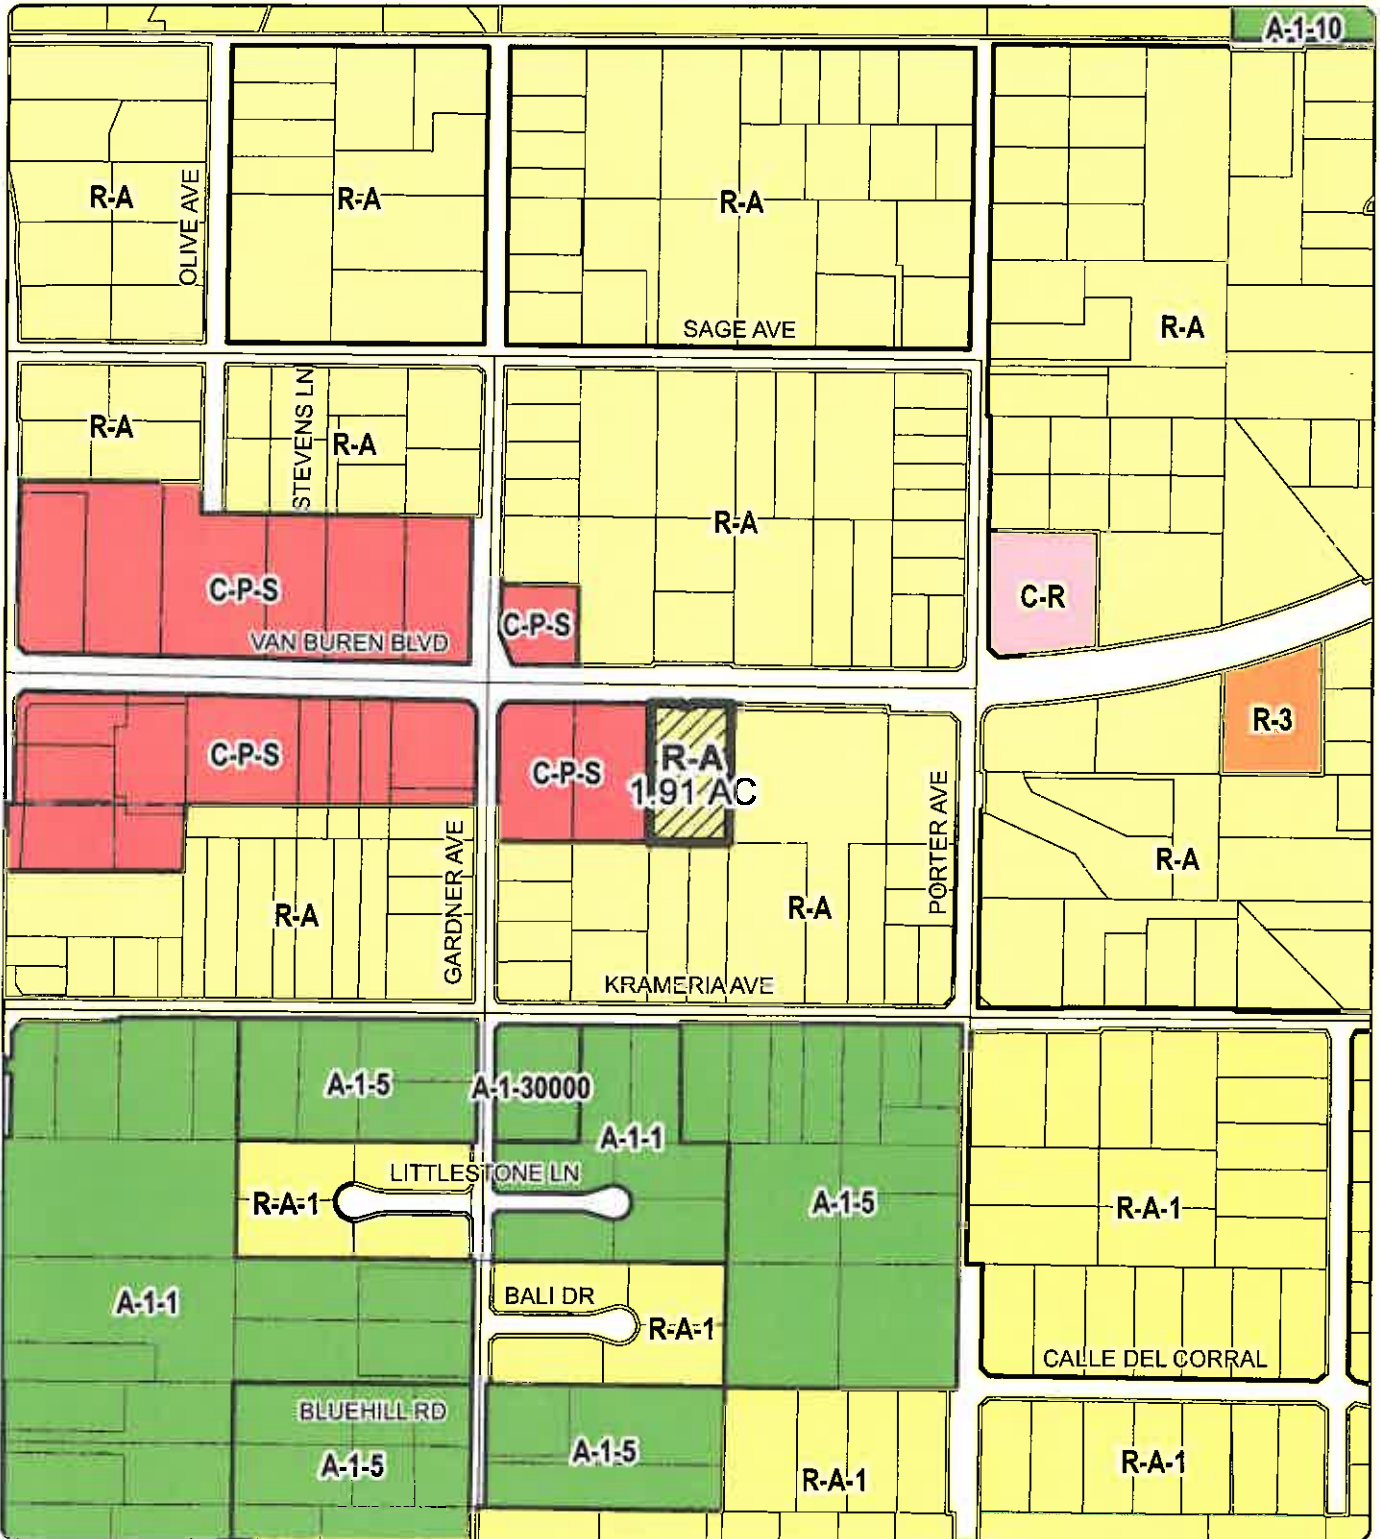 A-1-10
R-A
OLIVE AVE
R-A
R-A
SAGE AVE
R-A
R-A
STEVENS LN
R-A
R-A
C-P-S
VAN BUREN BLVD
C-P-S
C-R
R-3
C-P-S
C-P-S
R-A
1.91 AC
PORTER AVE
R-A
GARDNER AVE
R-A
R-A
KRAMERIA AVE
A-1-5
A-1-30000
A-1-1
LITTLESTONE LN
R-A-1
A-1-5
R-A-1
A-1-1
BALI DR
R-A-1
CALLE DEL CORRAL
BLUEHILL RD
A-1-5
A-1-5
R-A-1
R-A-1